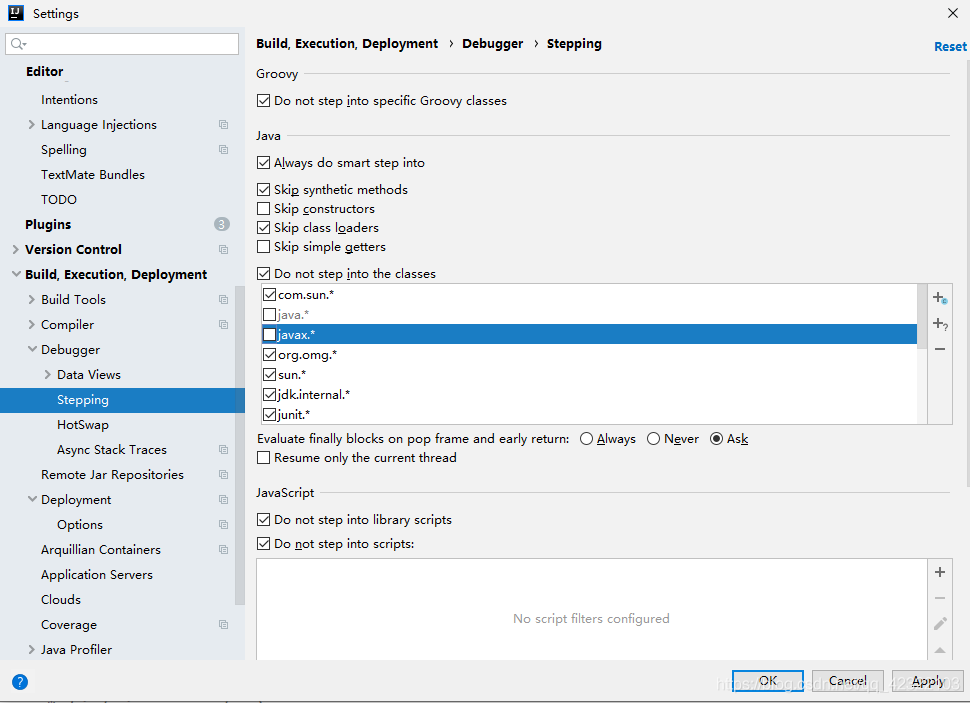 Settings
Editor
Intentions
Language Injections
Spelling
TextMate Bundles
TODO
Plugins
3
Version Control
Build, Execution, Deployment
Build Tools
Compiler
Debugger
Data Views
Stepping
HotSwap
Async Stack Traces
Remote Jar Repositories
Deployment
Options
Arquillian Containers
Application Servers
Clouds
Coverage
Java Profiler
Build, Execution, Deployment › Debugger › Stepping
Reset
Groovy
Do not step into specific Groovy classes
Java
Always do smart step into
Skip synthetic methods
Skip constructors
Skip class loaders
Skip simple getters
Do not step into the classes
com.sun.*
java.*
javax.*
org.omg.*
sun.*
jdk.internal.*
junit.*
Evaluate finally blocks on pop frame and early return: Always Never Ask
Resume only the current thread
JavaScript
Do not step into library scripts
Do not step into scripts:
No script filters configured
?
OK Cancel Apply